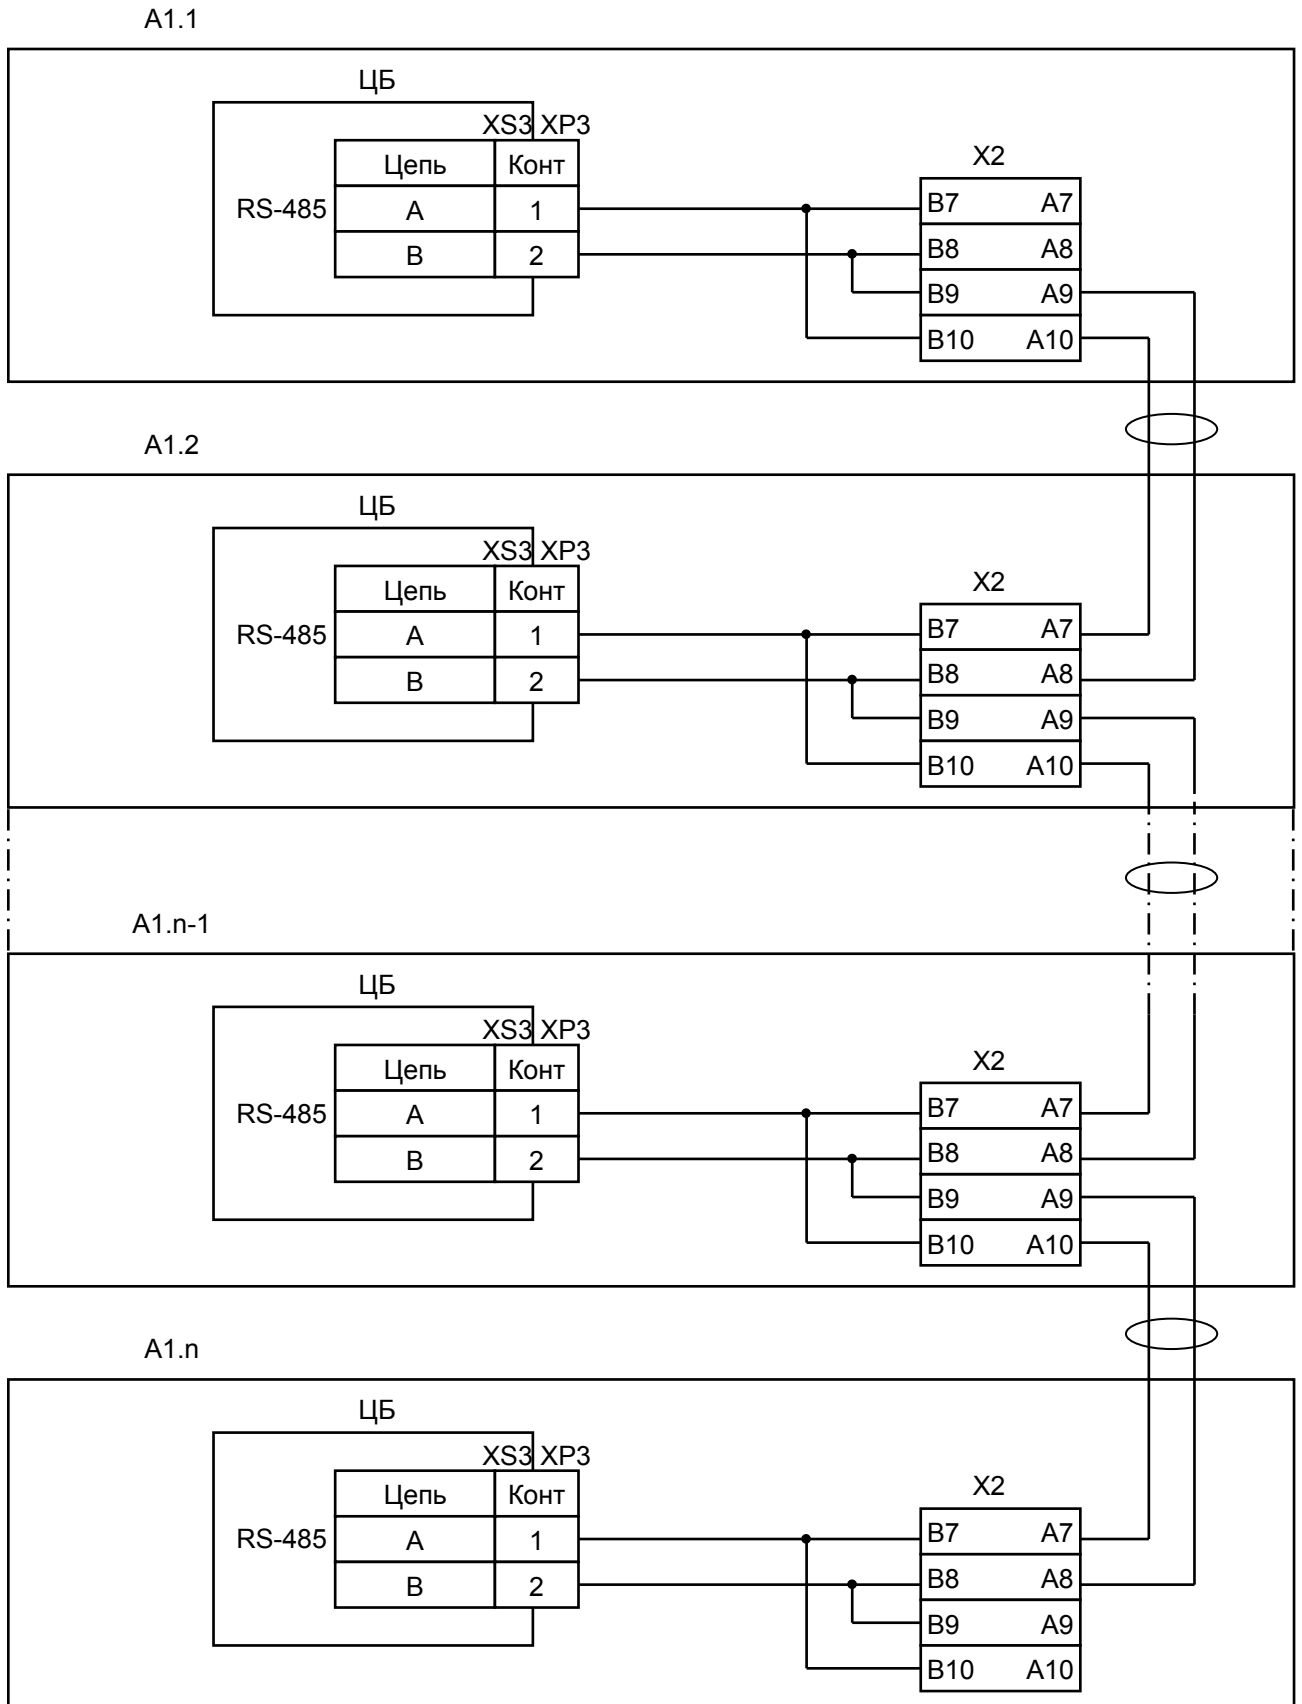 A1.1
ЦБ
XS3 XP3
Цепь Конт
X2
RS-485 A 1
B7 A7
B 2
B8 A8
B9 A9
B10 A10
A1.2
ЦБ
XS3 XP3
Цепь Конт
X2
RS-485 A 1
B7 A7
B 2
B8 A8
B9 A9
B10 A10
A1.n-1
ЦБ
XS3 XP3
Цепь Конт
X2
RS-485 A 1
B7 A7
B 2
B8 A8
B9 A9
B10 A10
A1.n
ЦБ
XS3 XP3
Цепь Конт
X2
RS-485 A 1
B7 A7
B 2
B8 A8
B9 A9
B10 A10